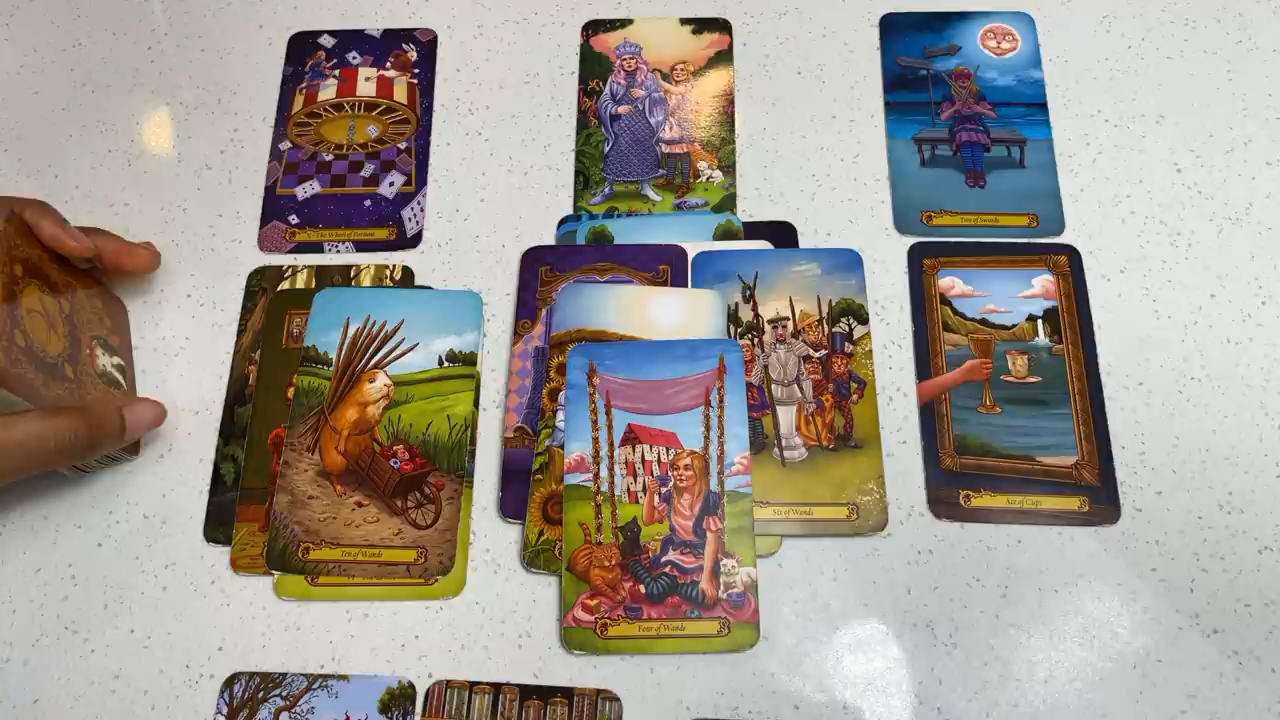 X - The Wheel of Fortune
Two of Swords
Ace of Cups
Six of Wands
Ten of Wands
Four of Wands